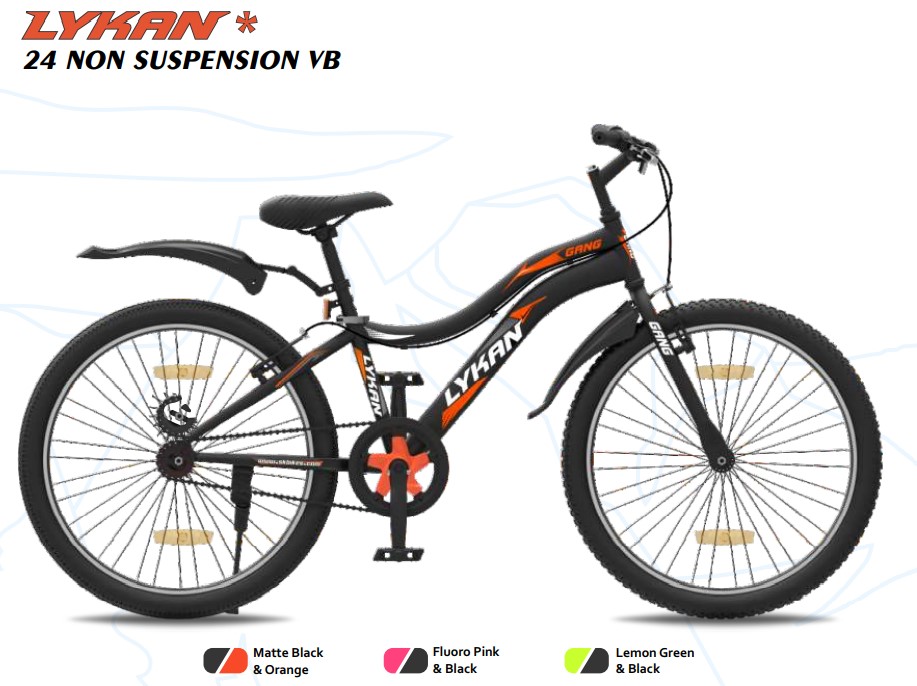 LYKAN*
24 NON SUSPENSION VB
GANG
LYKAN
GANG
LYKAN
Matte Black
& Orange
Fluoro Pink
& Black
Lemon Green
& Black